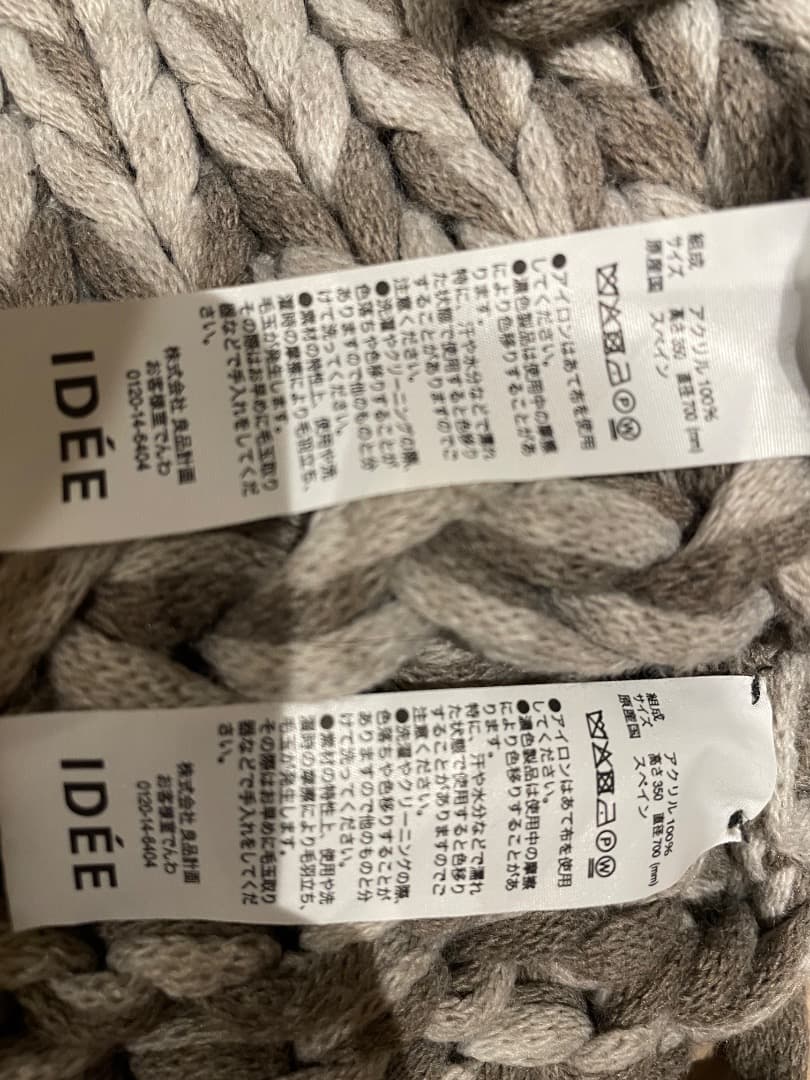 組成 アクリル 100%
サイズ 高さ 350 直径 700 (mm)
原産国 スペイン
Ⓟ Ⓦ
●アイロンはあて布を使用
してください。
●濃色製品は使用中の摩擦
により色移りすることがあ
ります。
特に、汗や水分などで濡れ
た状態で使用すると色移り
することがありますのでご
注意ください。
●洗濯やクリーニングの際、
色落ちや色移りすることが
ありますので他のものと分
けて洗ってください。
●素材の特性上、使用や洗
濯時の摩擦により毛羽立ち、
毛玉が発生します。
その際はお早めに毛玉取り
器などで手入れをしてくだ
さい。
株式会社 良品計画
お客様室でんわ
0120-14-6404
IDÉE
組成 アクリル 100%
サイズ 高さ 350 直径 700 (mm)
原産国 スペイン
Ⓟ Ⓦ
●アイロンはあて布を使用
してください。
●濃色製品は使用中の摩擦
により色移りすることがあ
ります。
特に、汗や水分などで濡れ
た状態で使用すると色移り
することがありますのでご
注意ください。
●洗濯やクリーニングの際、
色落ちや色移りすることが
ありますので他のものと分
けて洗ってください。
●素材の特性上、使用や洗
濯時の摩擦により毛羽立ち、
毛玉が発生します。
その際はお早めに毛玉取り
器などで手入れをしてくだ
さい。
株式会社 良品計画
お客様室でんわ
0120-14-6404
IDÉE